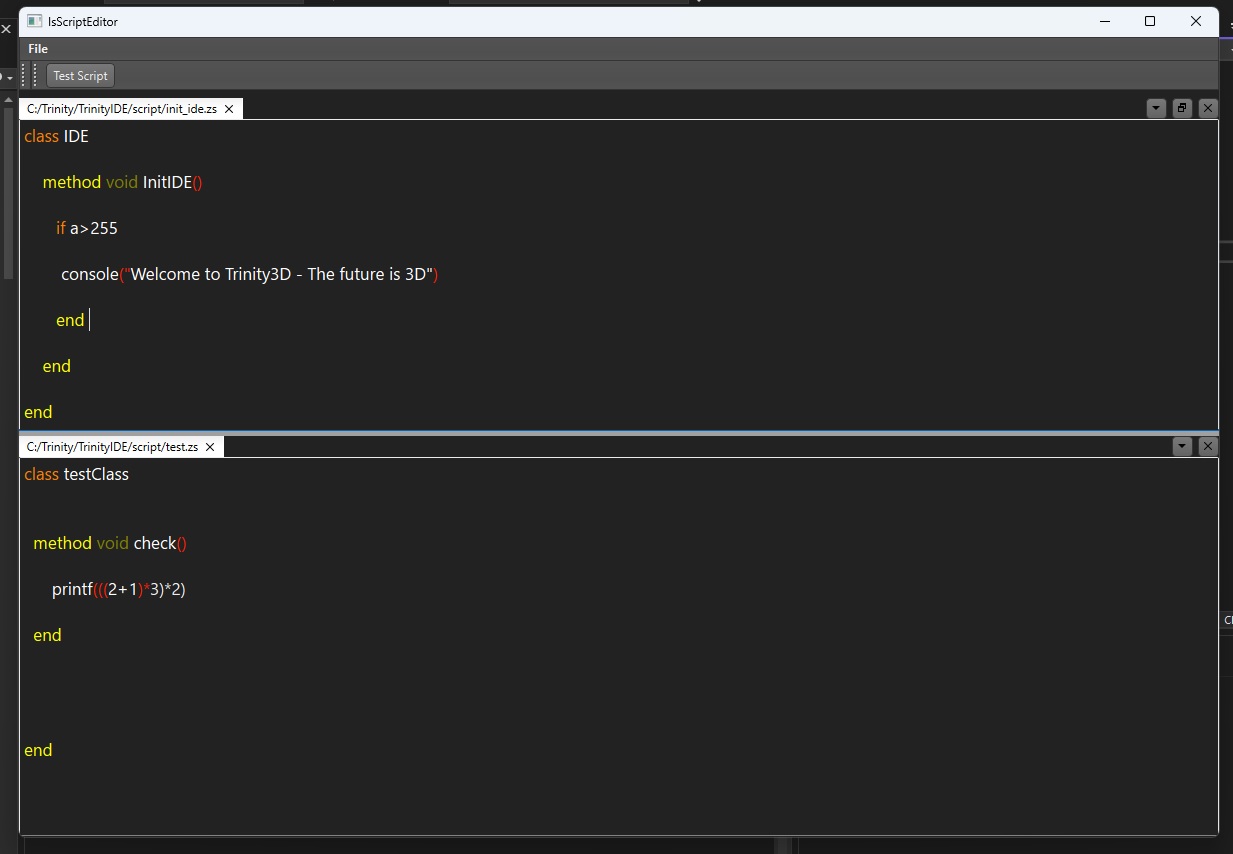 IsScriptEditor
File
Test Script
C:/Trinity/TrinityIDE/script/init_ide.zs
class IDE
method void InitIDE()
if a>255
console("Welcome to Trinity3D - The future is 3D")
end
end
end
C:/Trinity/TrinityIDE/script/test.zs
class testClass
method void check()
printf(((2+1)*3)*2)
end
end